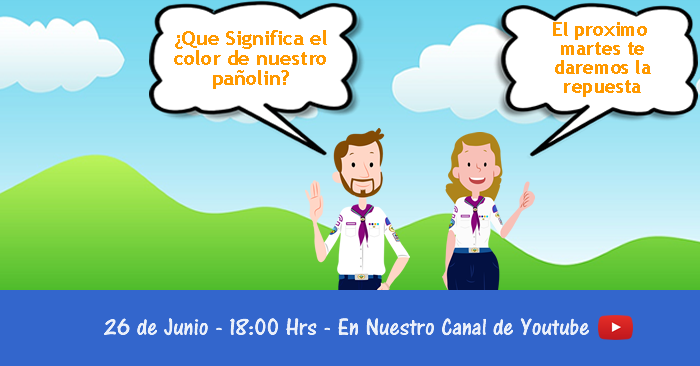 ¿Que Significa el
color de nuestro
pañolin?
El proximo
martes te
daremos la
repuesta
26 de Junio - 18:00 Hrs - En Nuestro Canal de Youtube